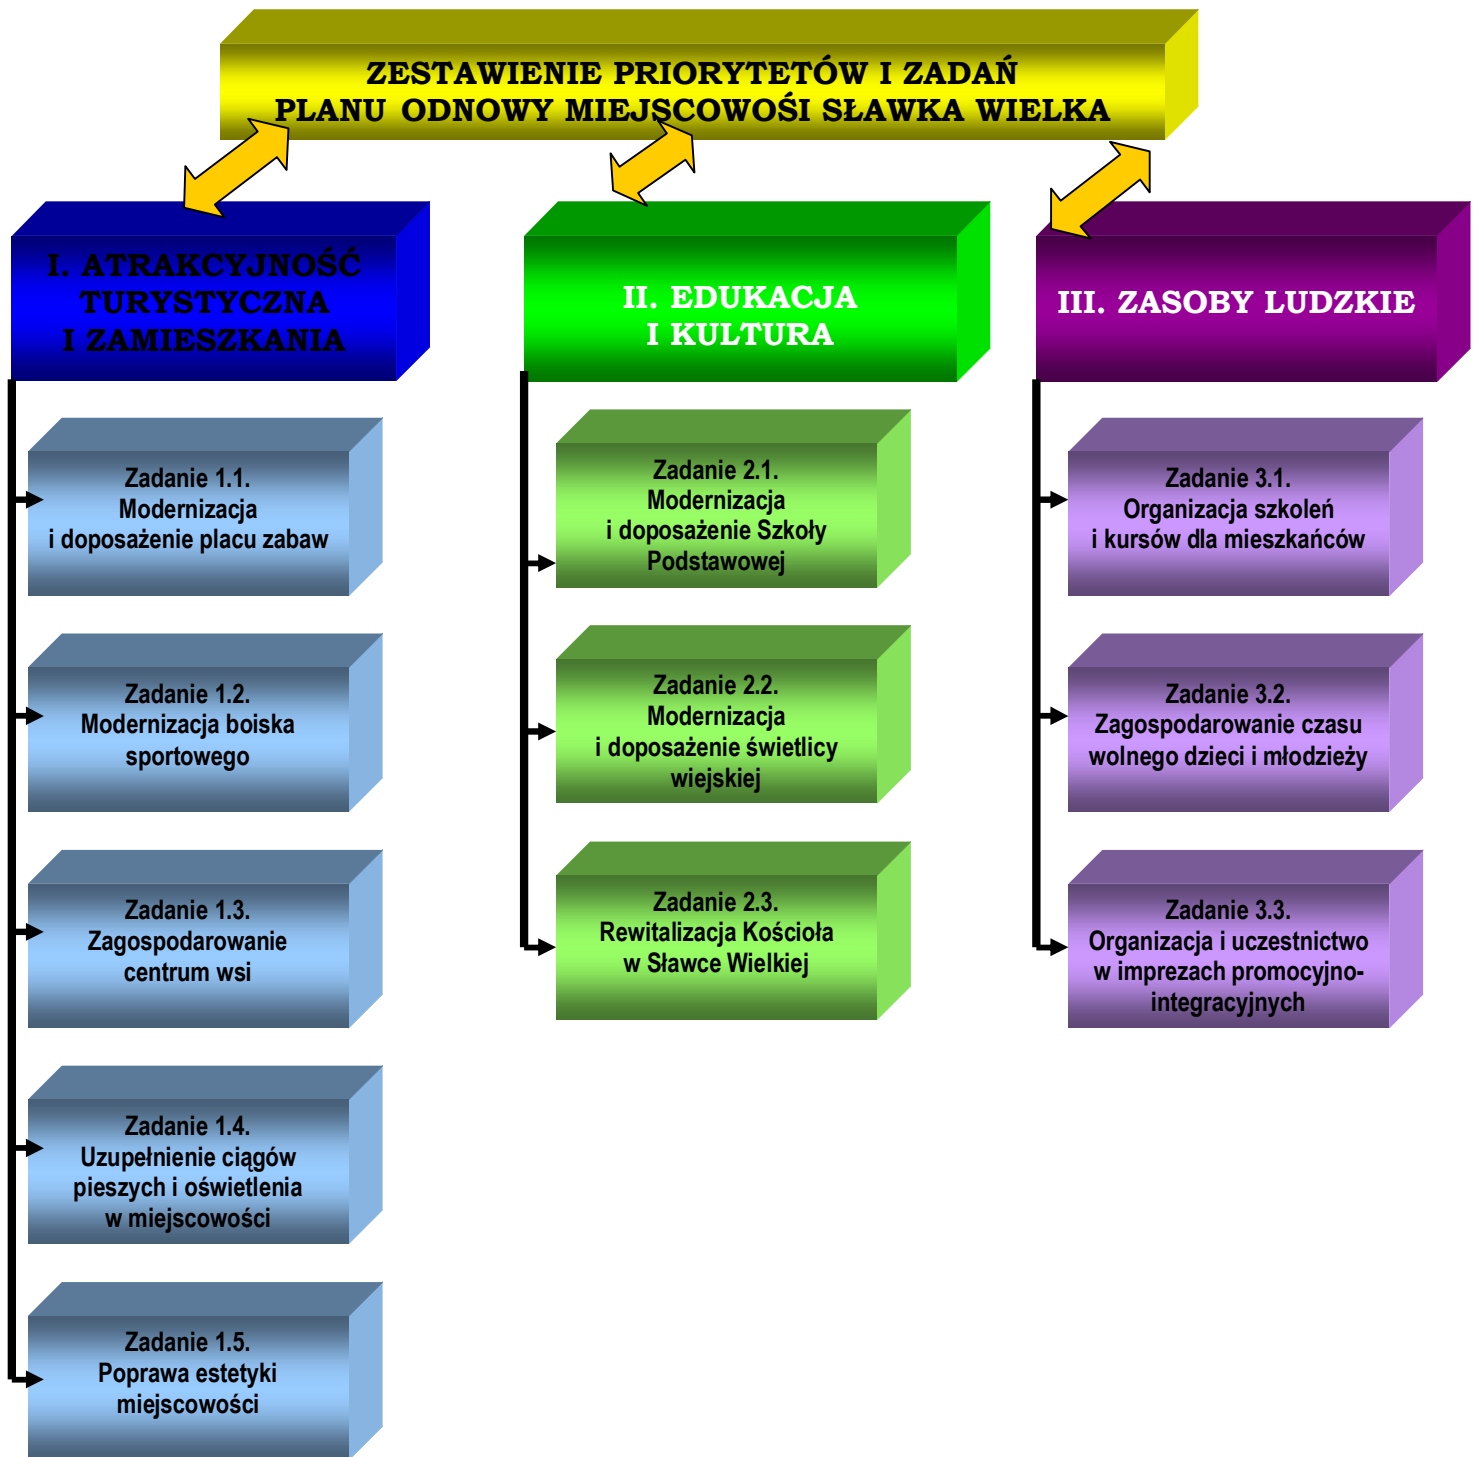 ZESTAWIENIE PRIORYTETÓW I ZADAŃ
PLANU ODNOWY MIEJSCOWOŚI SŁAWKA WIELKA
I. ATRAKCYJNOŚĆ
TURYSTYCZNA
I ZAMIESZKANIA
Zadanie 1.1.
Modernizacja
i doposażenie placu zabaw
Zadanie 1.2.
Modernizacja boiska
sportowego
Zadanie 1.3.
Zagospodarowanie
centrum wsi
Zadanie 1.4.
Uzupełnienie ciągów
pieszych i oświetlenia
w miejscowości
Zadanie 1.5.
Poprawa estetyki
miejscowości
II. EDUKACJA
I KULTURA
Zadanie 2.1.
Modernizacja
i doposażenie Szkoły
Podstawowej
Zadanie 2.2.
Modernizacja
i doposażenie świetlicy
wiejskiej
Zadanie 2.3.
Rewitalizacja Kościoła
w Sławce Wielkiej
III. ZASOBY LUDZKIE
Zadanie 3.1.
Organizacja szkoleń
i kursów dla mieszkańców
Zadanie 3.2.
Zagospodarowanie czasu
wolnego dzieci i młodzieży
Zadanie 3.3.
Organizacja i uczestnictwo
w imprezach promocyjno-
integracyjnych